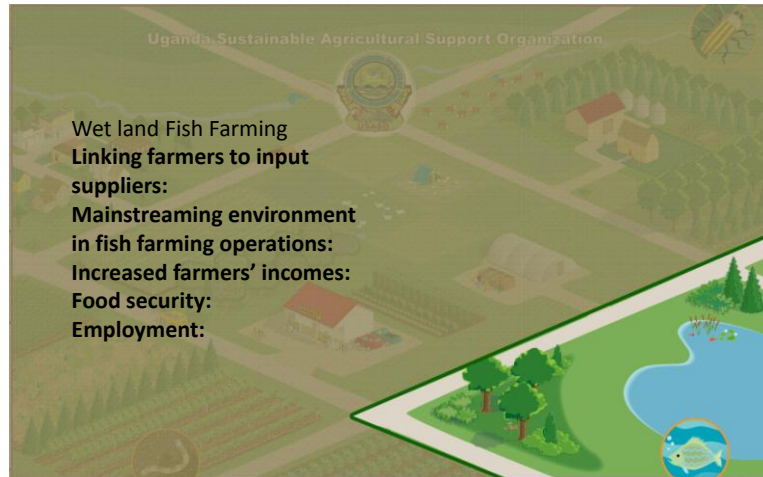 Uganda Sustainable Agricultural Support Organization
Wet land Fish Farming
Linking farmers to input
suppliers:
Mainstreaming environment
in fish farming operations:
Increased farmers’ incomes:
Food security:
Employment: